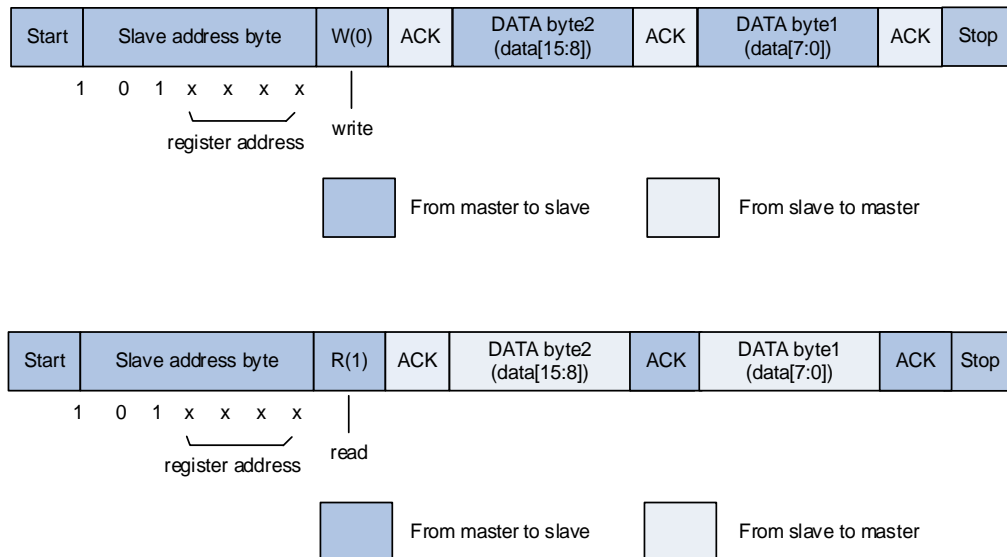 Start Slave address byte W(0) ACK DATA byte2 ACK DATA byte1 ACK Stop
(data[15:8]) (data[7:0])
1 0 1 x x x x
register address
write
From master to slave From slave to master
Start Slave address byte R(1) ACK DATA byte2 ACK DATA byte1 ACK Stop
(data[15:8]) (data[7:0])
1 0 1 x x x x
register address
read
From master to slave From slave to master